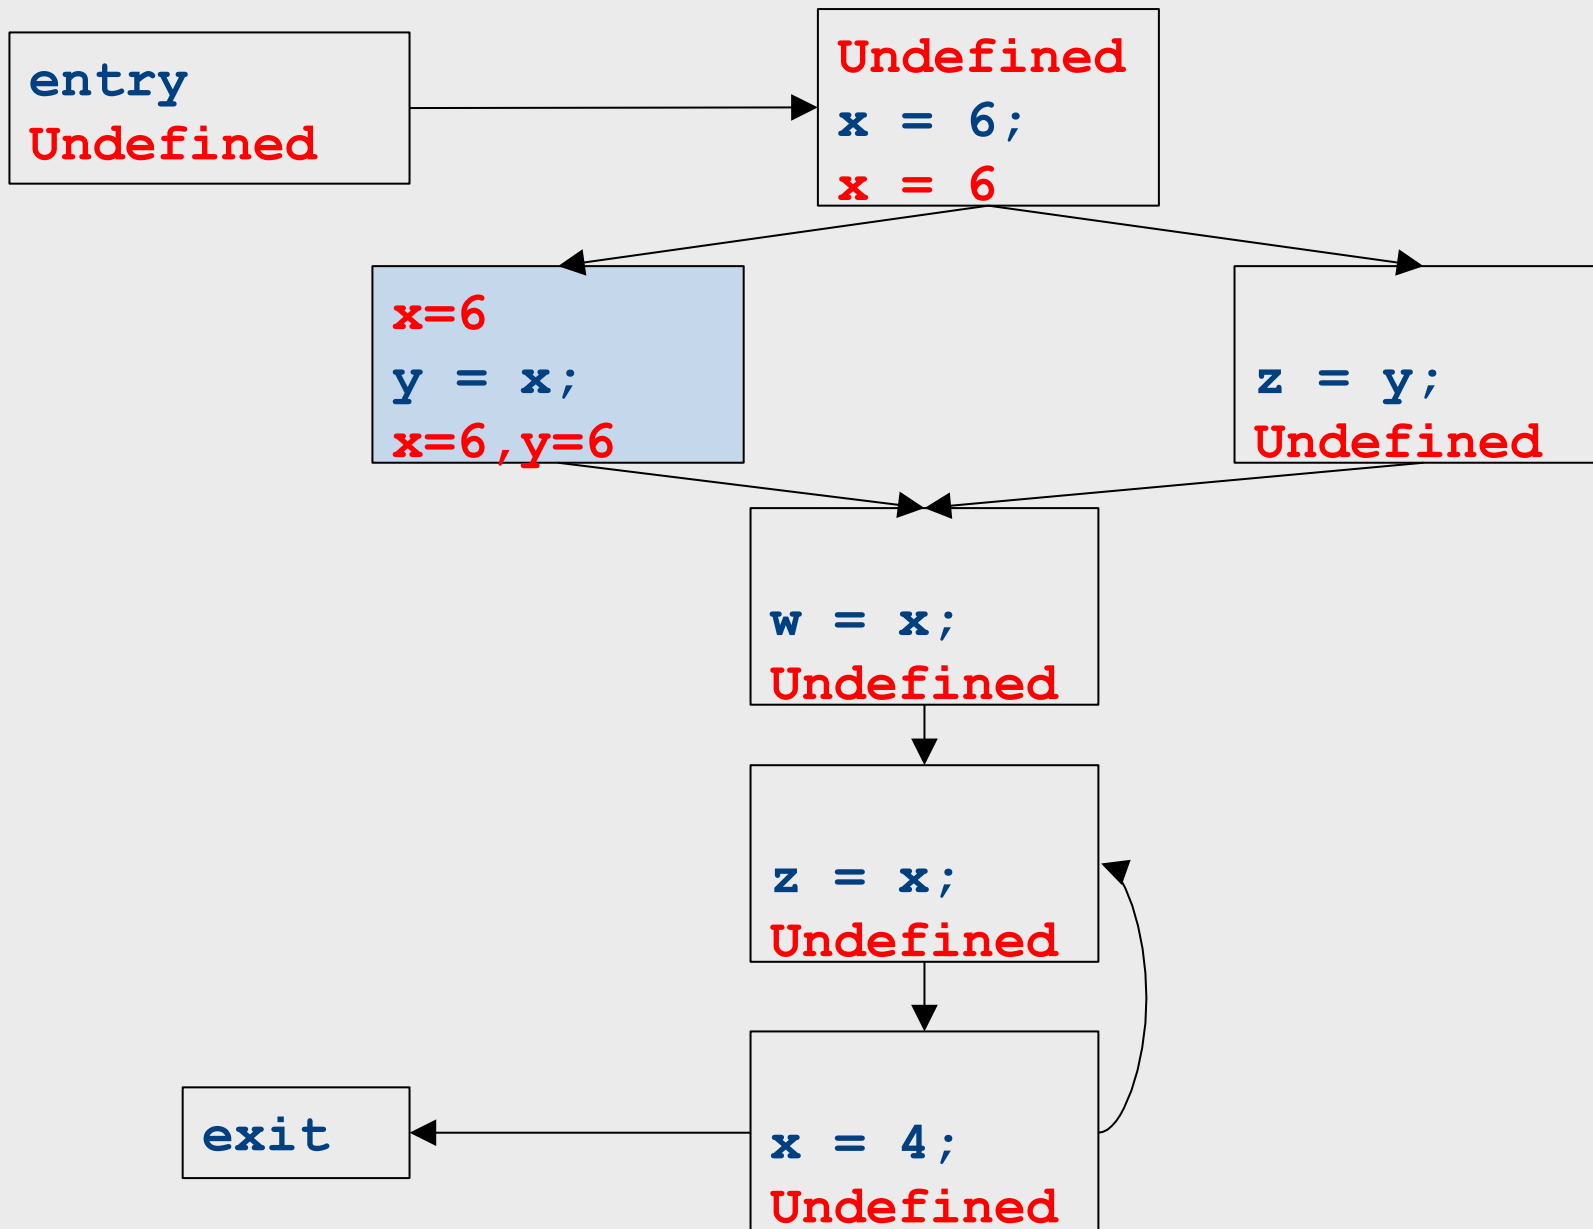 entry
Undefined
Undefined
x = 6;
x = 6
x=6
y = x;
x=6,y=6
z = y;
Undefined
w = x;
Undefined
z = x;
Undefined
exit
x = 4;
Undefined